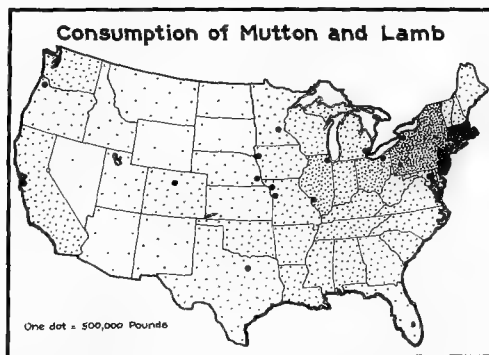 Consumption of Mutton and Lamb
One dot = 500,000 Pounds